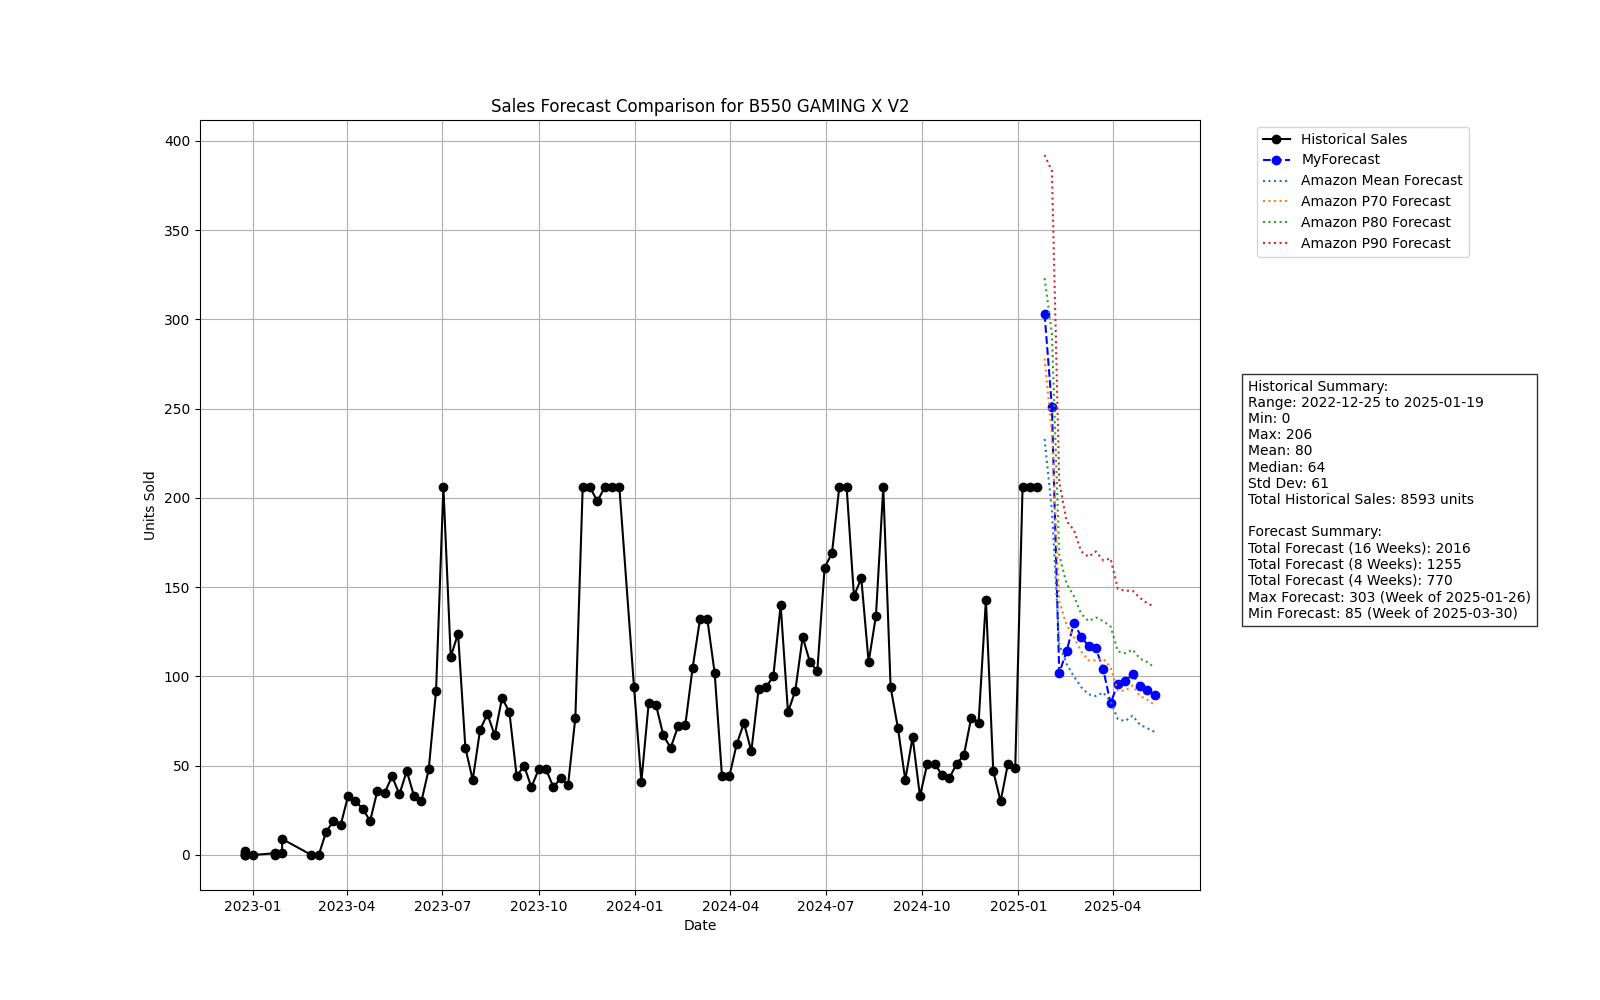 Sales Forecast Comparison for B550 GAMING X V2
400
350
300
250
200
150
100
50
0
Units Sold
2023-01
2023-04
2023-07
2023-10
2024-01
2024-04
2024-07
2024-10
2025-01
2025-04
Date
Historical Sales
MyForecast
Amazon Mean Forecast
Amazon P70 Forecast
Amazon P80 Forecast
Amazon P90 Forecast
Historical Summary:
Range: 2022-12-25 to 2025-01-19
Min: 0
Max: 206
Mean: 80
Median: 64
Std Dev: 61
Total Historical Sales: 8593 units
Forecast Summary:
Total Forecast (16 Weeks): 2016
Total Forecast (8 Weeks): 1255
Total Forecast (4 Weeks): 770
Max Forecast: 303 (Week of 2025-01-26)
Min Forecast: 85 (Week of 2025-03-30)